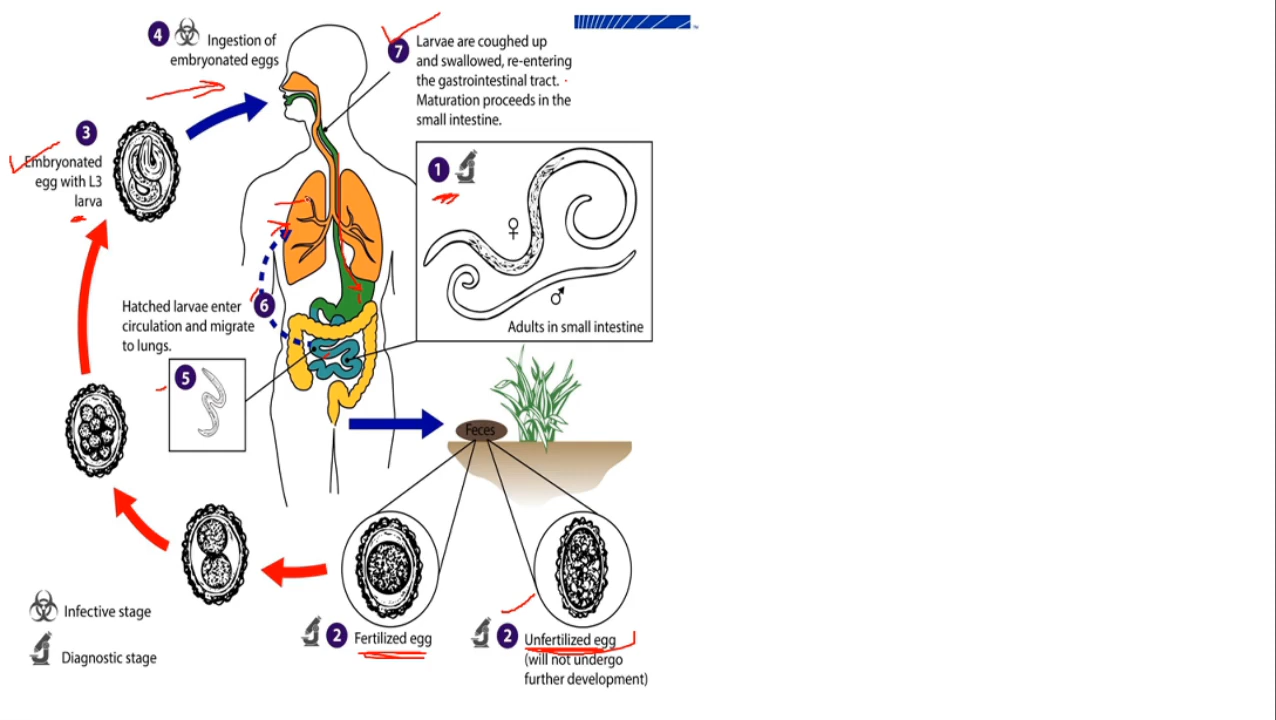 4
Ingestion of
embryonated eggs
7
Larvae are coughed up
and swallowed, re-entering
the gastrointestinal tract.
Maturation proceeds in the
small intestine.
3
Embryonated
egg with L3
larva
1
♀
♂
Adults in small intestine
6
Hatched larvae enter
circulation and migrate
to lungs.
5
Feces
2
Fertilized egg
2
Unfertilized egg
(will not undergo
further development)
Infective stage
Diagnostic stage